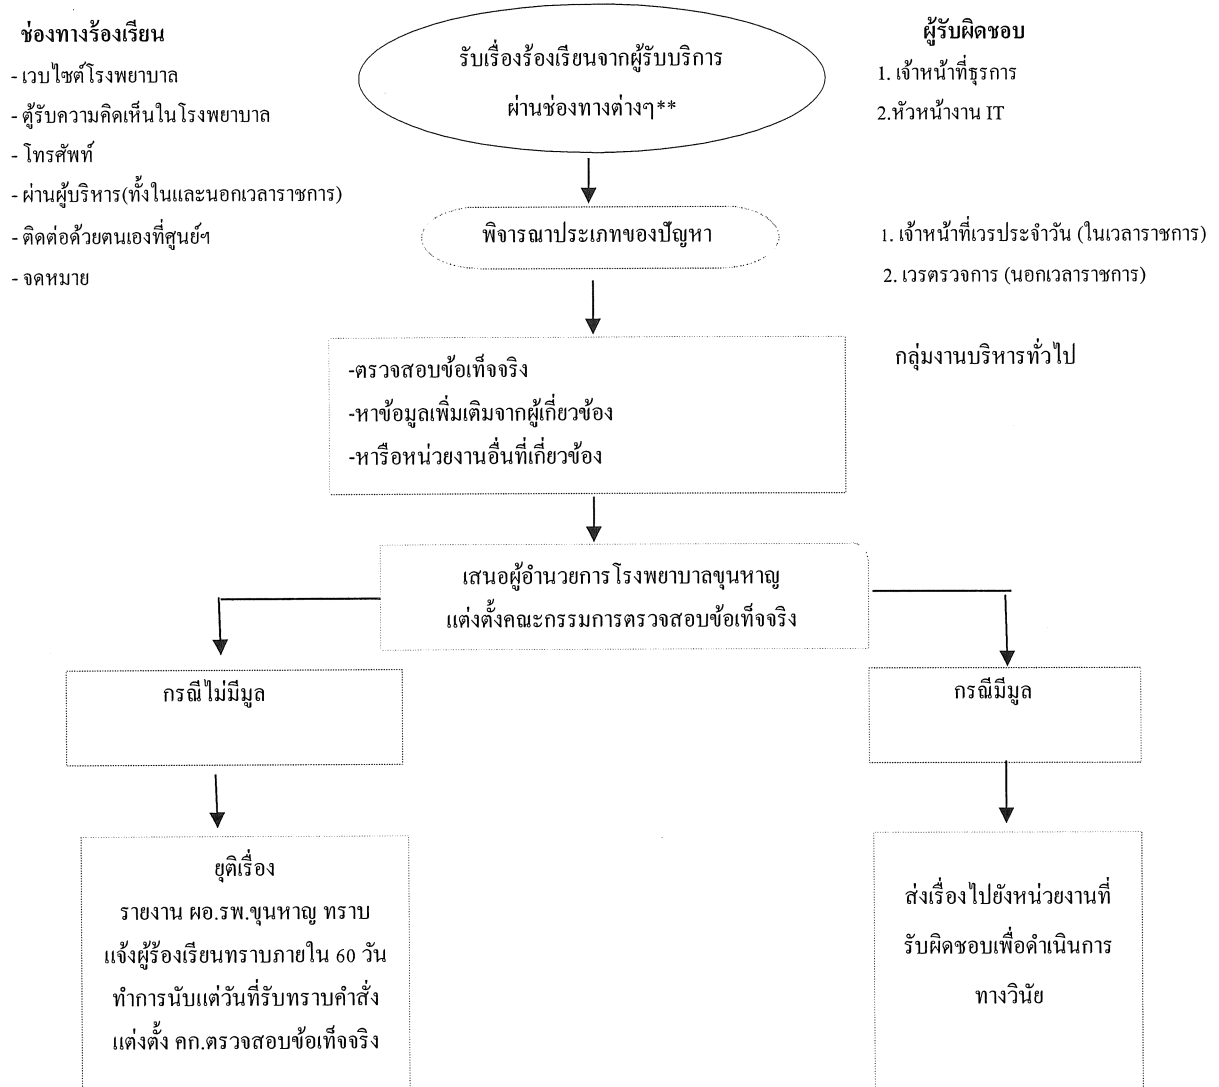 ช่องทางร้องเรียน
- เวบไซต์โรงพยาบาล
- ตู้รับความคิดเห็นในโรงพยาบาล
- โทรศัพท์
- ผ่านผู้บริหาร(ทั้งในและนอกเวลาราชการ)
- ติดต่อด้วยตนเองที่ศูนย์ฯ
- จดหมาย
รับเรื่องร้องเรียนจากผู้รับบริการ
ผ่านช่องทางต่างๆ**
ผู้รับผิดชอบ
1. เจ้าหน้าที่ธุรการ
2.หัวหน้างาน IT
พิจารณาประเภทของปัญหา
1. เจ้าหน้าที่เวรประจำวัน (ในเวลาราชการ)
2. เวรตรวจการ (นอกเวลาราชการ)
-ตรวจสอบข้อเท็จจริง
-หาข้อมูลเพิ่มเติมจากผู้เกี่ยวข้อง
-หารือหน่วยงานอื่นที่เกี่ยวข้อง
กลุ่มงานบริหารทั่วไป
เสนอผู้อำนวยการโรงพยาบาลขุนหาญ
แต่งตั้งคณะกรรมการตรวจสอบข้อเท็จจริง
กรณีไม่มีมูล
กรณีมีมูล
ยุติเรื่อง
รายงาน ผอ.รพ.ขุนหาญ ทราบ
แจ้งผู้ร้องเรียนทราบภายใน 60 วัน
ทำการนับแต่วันที่รับทราบคำสั่ง
แต่งตั้ง คก.ตรวจสอบข้อเท็จจริง
ส่งเรื่องไปยังหน่วยงานที่
รับผิดชอบเพื่อดำเนินการ
ทางวินัย